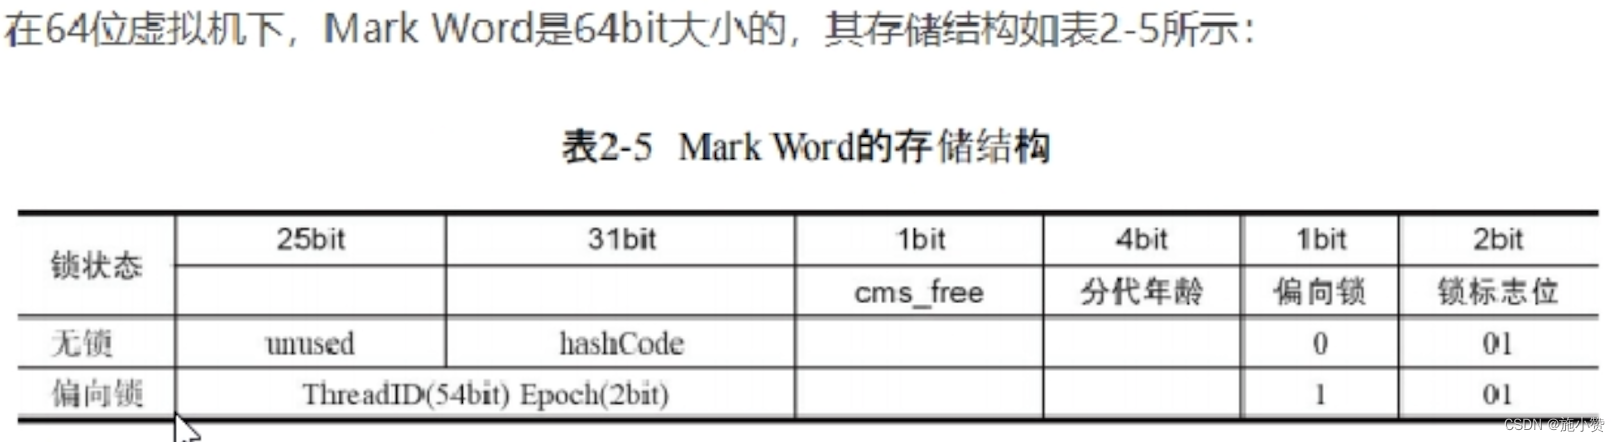 在64位虚拟机下，Mark Word是64bit大小的，其存储结构如表2-5所示：
表2-5 Mark Word的存储结构
锁状态 25bit 31bit 1bit 4bit 1bit 2bit
cms_free 分代年龄 偏向锁 锁标志位
无锁 unused hashCode 0 01
偏向锁 ThreadID(54bit) Epoch(2bit) 1 01
CSDN @施小赞